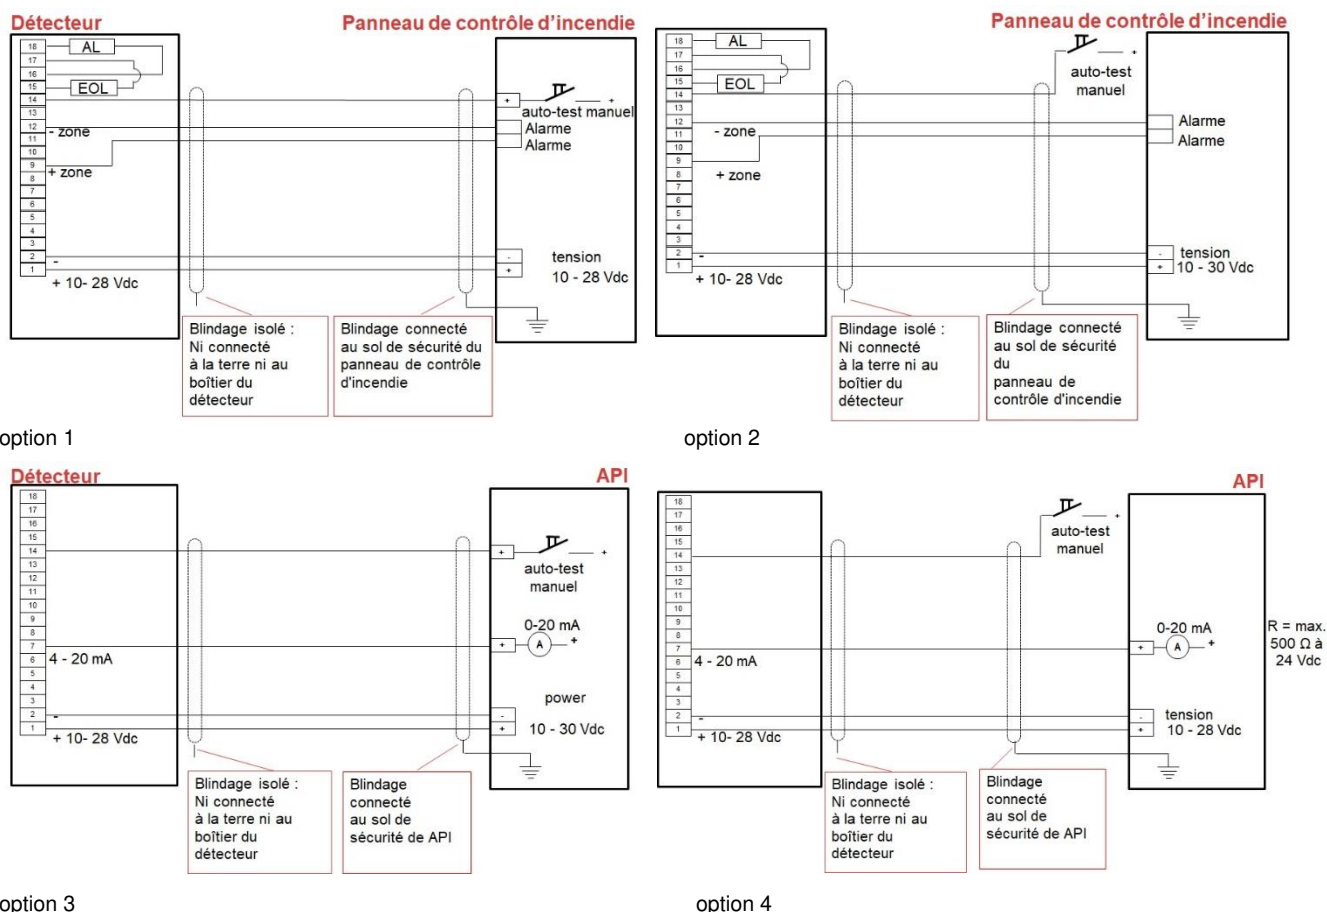 Détecteur
Panneau de contrôle d'incendie
18
17
16
15
14
13
12
11
10
9
8
7
6
5
4
3
2
1
AL
EOL
- zone
+ zone
-
+ 10- 28 Vdc
+
+
auto-test manuel
Alarme
Alarme
-
+
tension
10 - 28 Vdc
Blindage isolé :
Ni connecté
à la terre ni au
boîtier du
détecteur
Blindage connecté
au sol de sécurité du
panneau de contrôle
d'incendie
option 1
Panneau de contrôle d'incendie
18
17
16
15
14
13
12
11
10
9
8
7
6
5
4
3
2
1
AL
EOL
- zone
+ zone
-
+ 10- 28 Vdc
+
auto-test
manuel
Alarme
Alarme
-
+
tension
10 - 30 Vdc
Blindage isolé :
Ni connecté
à la terre ni au
boîtier du
détecteur
Blindage connecté
au sol de sécurité
du
panneau de
contrôle d'incendie
option 2
Détecteur
API
18
17
16
15
14
13
12
11
10
9
8
7
6
5
4
3
2
1
4 - 20 mA
-
+ 10- 28 Vdc
+
+
auto-test
manuel
0-20 mA
+
A
+
power
-
+
10 - 30 Vdc
Blindage isolé :
Ni connecté
à la terre ni au
boîtier du
détecteur
Blindage
connecté
au sol de
sécurité de API
option 3
API
18
17
16
15
14
13
12
11
10
9
8
7
6
5
4
3
2
1
4 - 20 mA
-
+ 10- 28 Vdc
+
auto-test
manuel
0-20 mA
+
A
+
R = max.
500 Ω à
24 Vdc
-
+
tension
10 - 28 Vdc
Blindage isolé :
Ni connecté
à la terre ni au
boîtier du
détecteur
Blindage
connecté
au sol de
sécurité de API
option 4